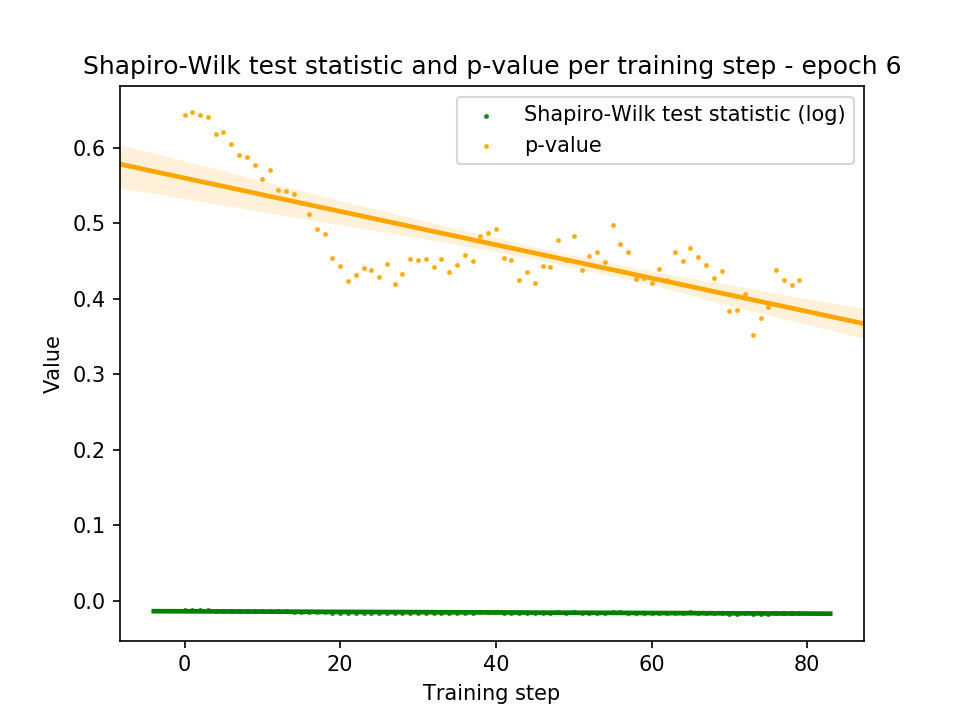 Shapiro-Wilk test statistic and p-value per training step - epoch 6
Shapiro-Wilk test statistic (log)
p-value
Value
0.6
0.5
0.4
0.3
0.2
0.1
0.0
0 20 40 60 80
Training step